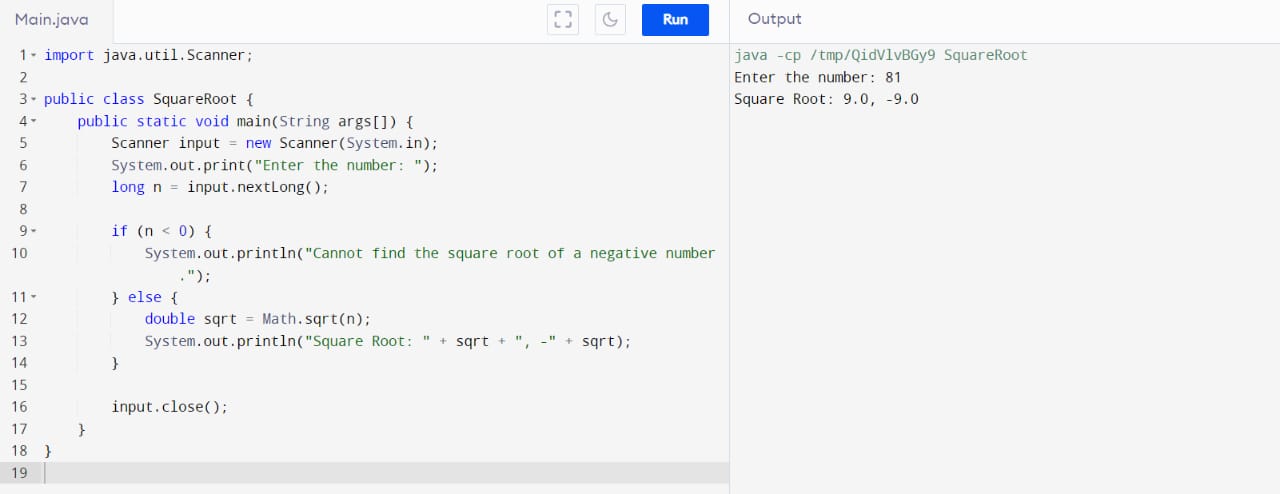 Main.java
Run
Output
1 import java.util.Scanner;
2
3 public class SquareRoot {
4     public static void main(String args[]) {
5         Scanner input = new Scanner(System.in);
6         System.out.print("Enter the number: ");
7         long n = input.nextLong();
8
9         if (n < 0) {
10             System.out.println("Cannot find the square root of a negative number
.");
11         } else {
12             double sqrt = Math.sqrt(n);
13             System.out.println("Square Root: " + sqrt + ", -" + sqrt);
14         }
15
16         input.close();
17     }
18 }
19
java -cp /tmp/QidVlvBGy9 SquareRoot
Enter the number: 81
Square Root: 9.0, -9.0